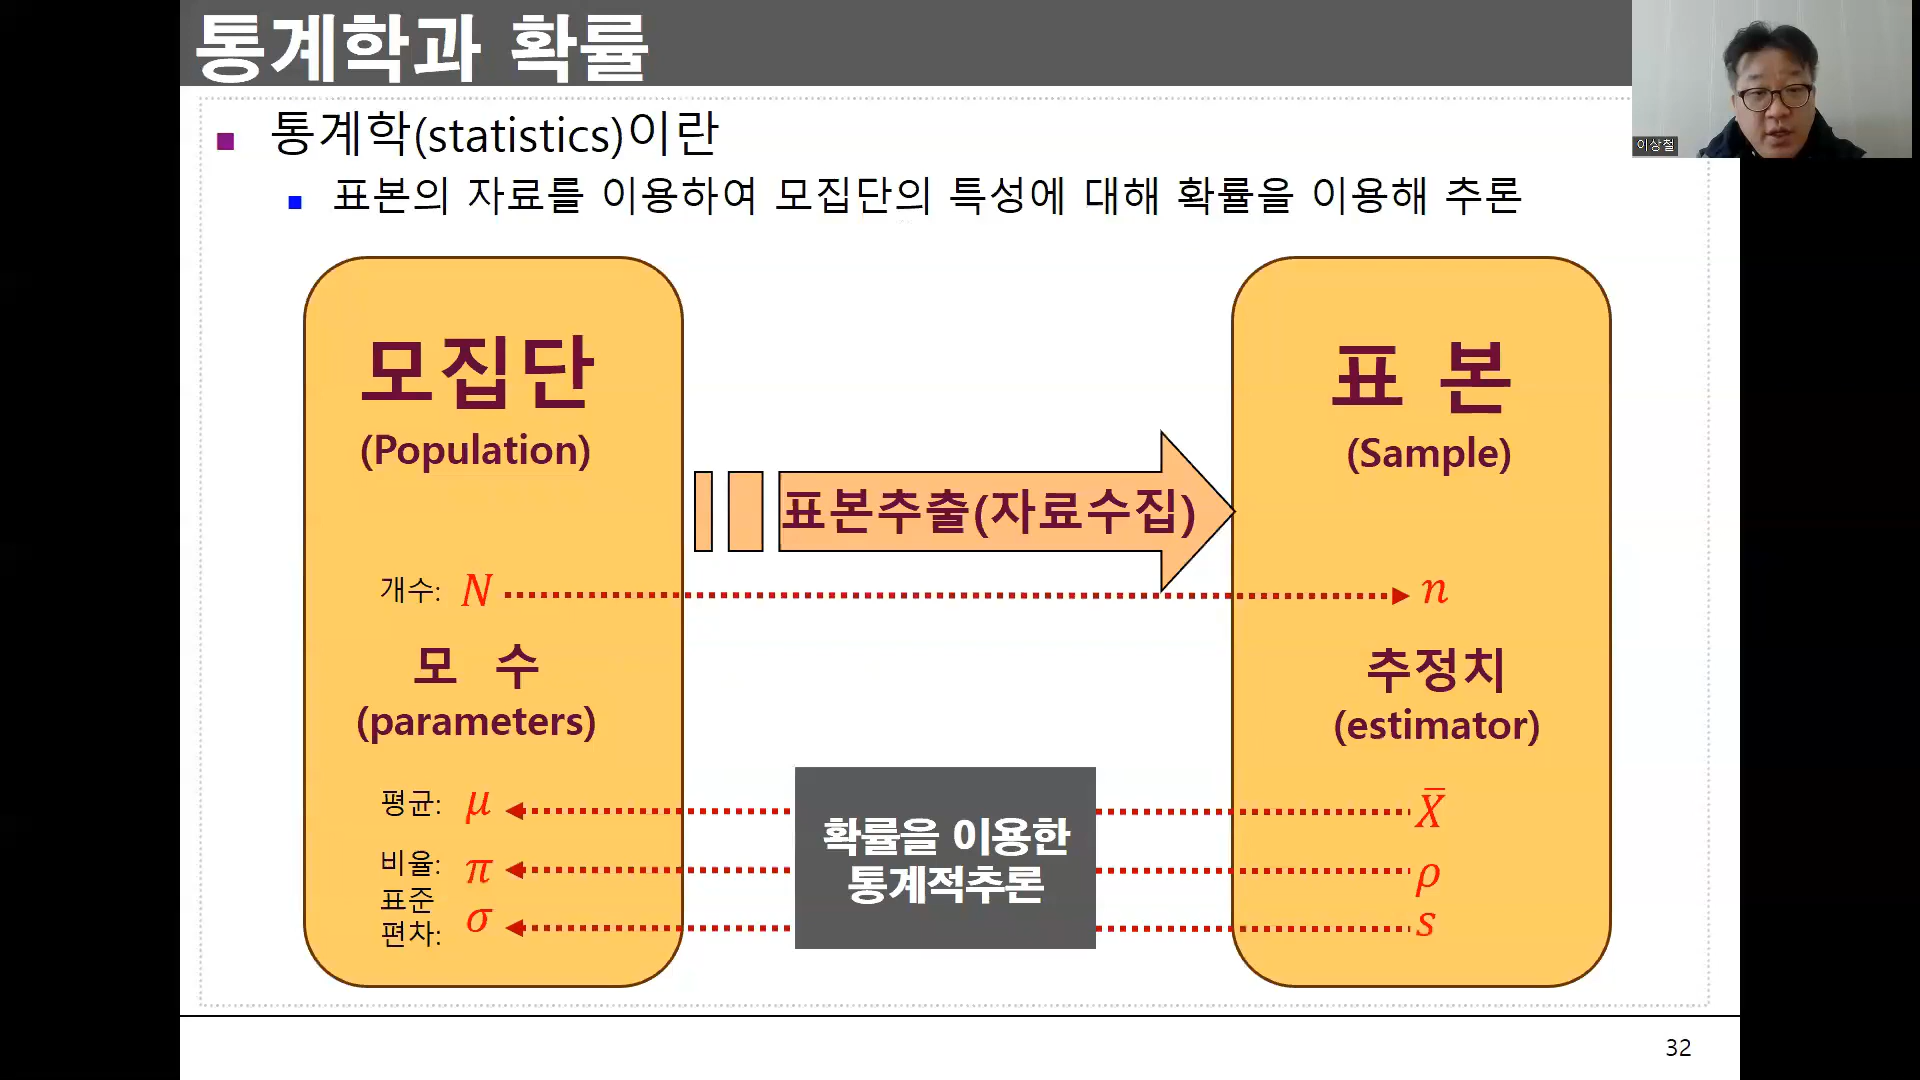 통계학과 확률
이상철
통계학(statistics)이란
표본의 자료를 이용하여 모집단의 특성에 대해 확률을 이용해 추론
모집단
(Population)
표 본
(Sample)
표본추출(자료수집)
개수: N
n
모 수
(parameters)
추정치
(estimator)
평균: μ
X̄
비율: π
ρ
표준
편차: σ
s
확률을 이용한
통계적추론
32